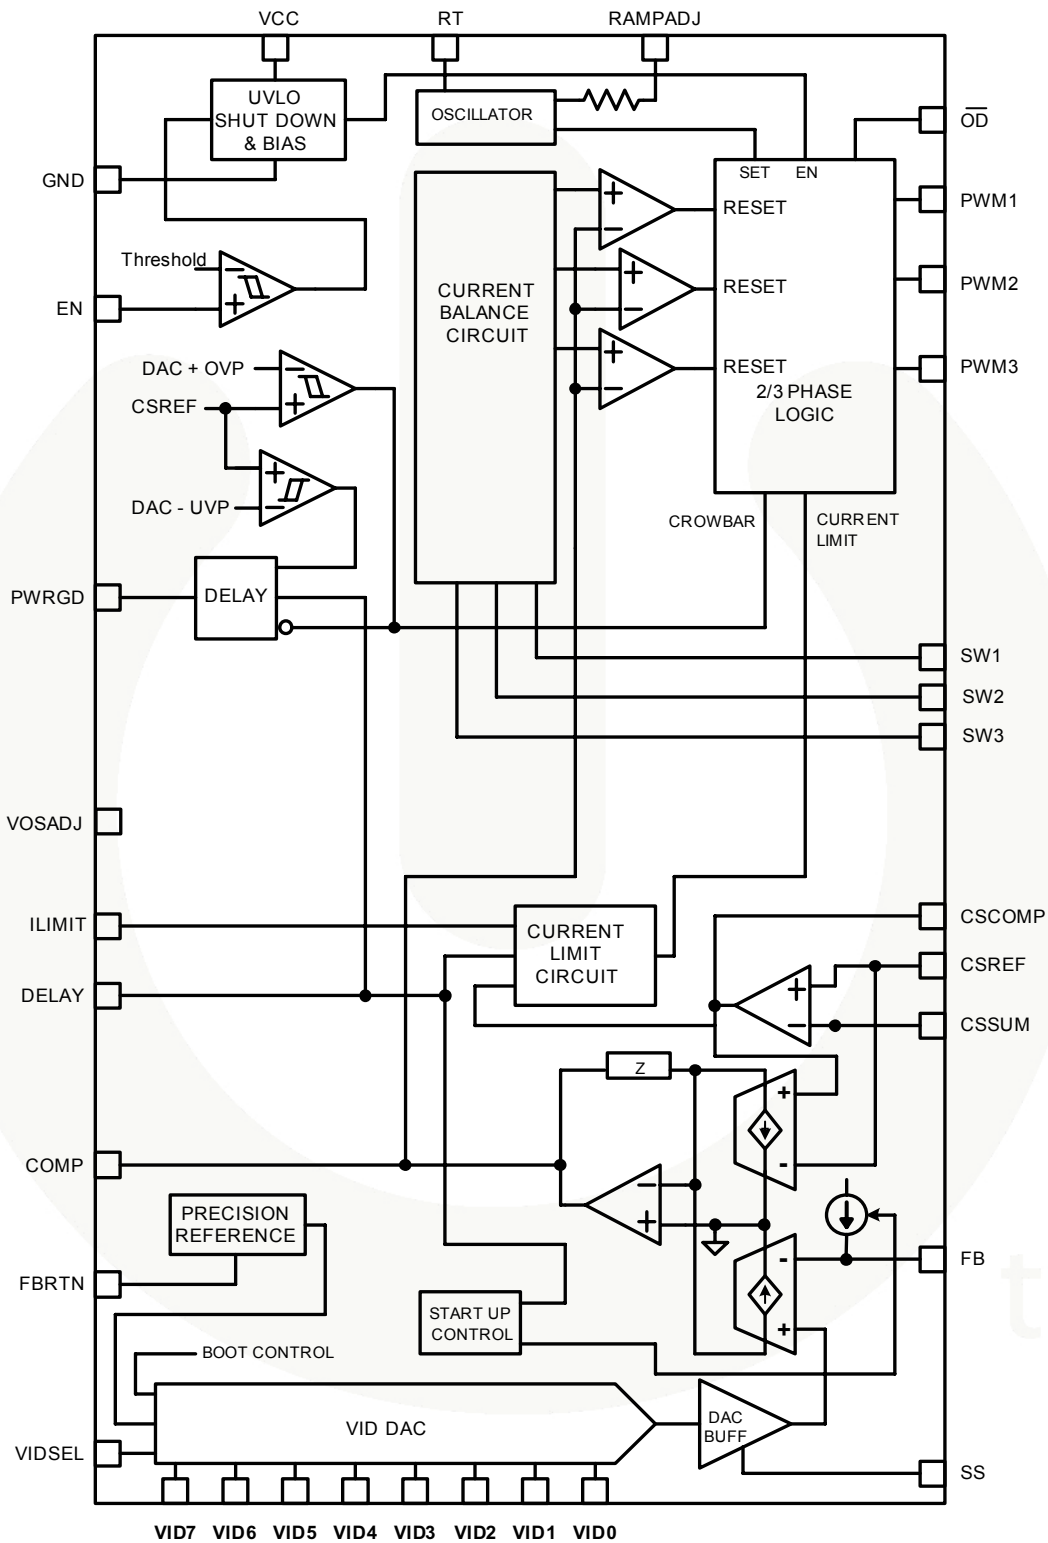 VCC
RT
RAMPADJ
UVLO
SHUT DOWN
& BIAS
OSCILLATOR
OD
GND
SET
EN
RESET
PWM1
Threshold
EN
CURRENT
BALANCE
CIRCUIT
RESET
PWM2
DAC + OVP
CSREF
RESET
PWM3
2/3 PHASE
LOGIC
DAC - UVP
CROWBAR
CURRENT
LIMIT
PWRGD
DELAY
SW1
SW2
SW3
VOSADJ
ILIMIT
CURRENT
LIMIT
CIRCUIT
CSCOMP
CSREF
DELAY
CSSUM
Z
COMP
PRECISION
REFERENCE
FBRTN
FB
START UP
CONTROL
BOOT CONTROL
VID DAC
DAC
BUFF
VIDSEL
SS
VID7 VID6 VID5 VID4 VID3 VID2 VID1 VID0
t